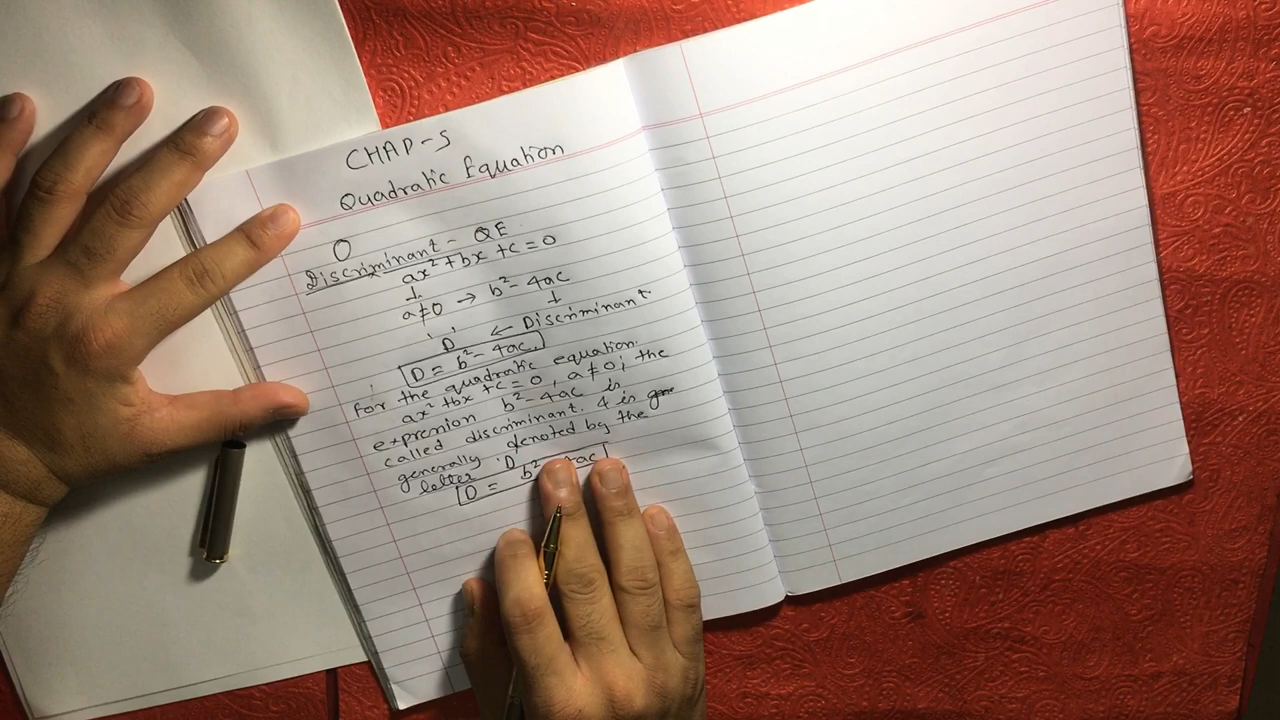 CHAP-5
Quadratic Equation
Discriminant - QE
ax² + bx + c = 0
↓
a≠0 → b² - 4ac
↓
'D' ← Discriminant
D = b² - 4ac.
For the quadratic equation.
ax² + bx + c = 0, a ≠ 0; the
expression b² - 4ac is
called discriminant. & is gene
generally denoted by the
letter 'D
D = b² 4ac